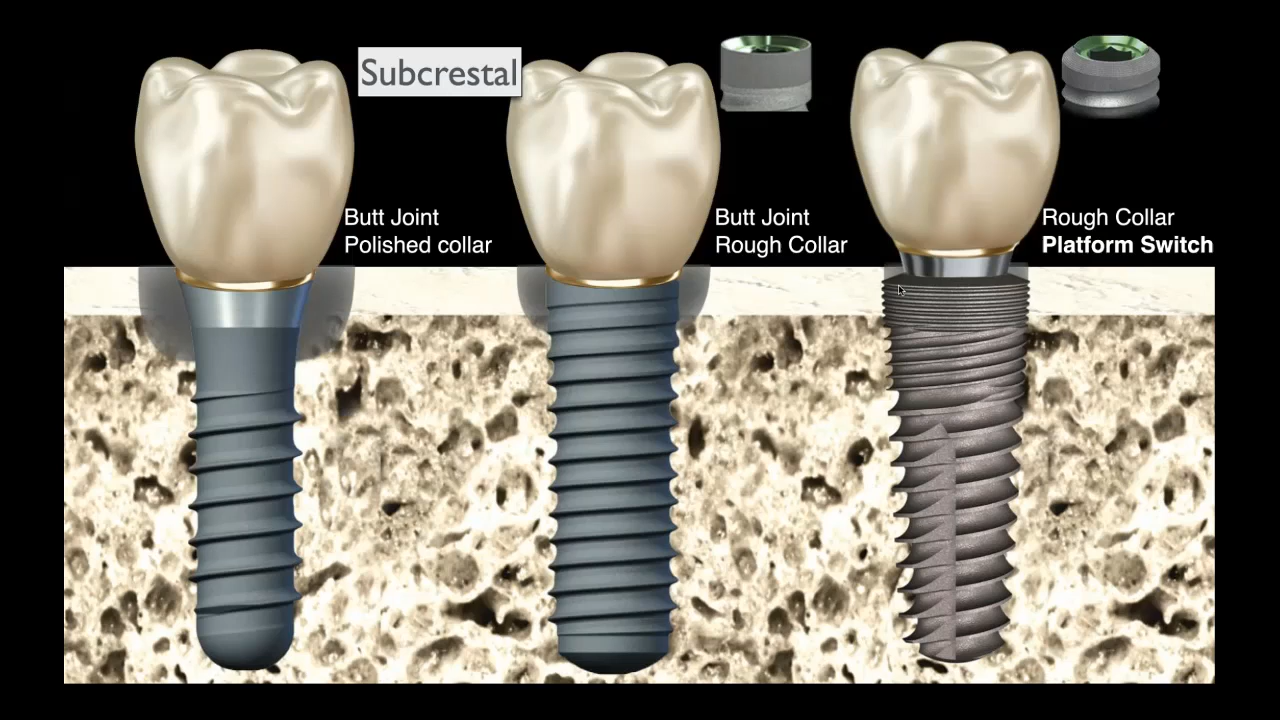 Subcrestal
Butt Joint
Polished collar
Butt Joint
Rough Collar
Rough Collar
Platform Switch